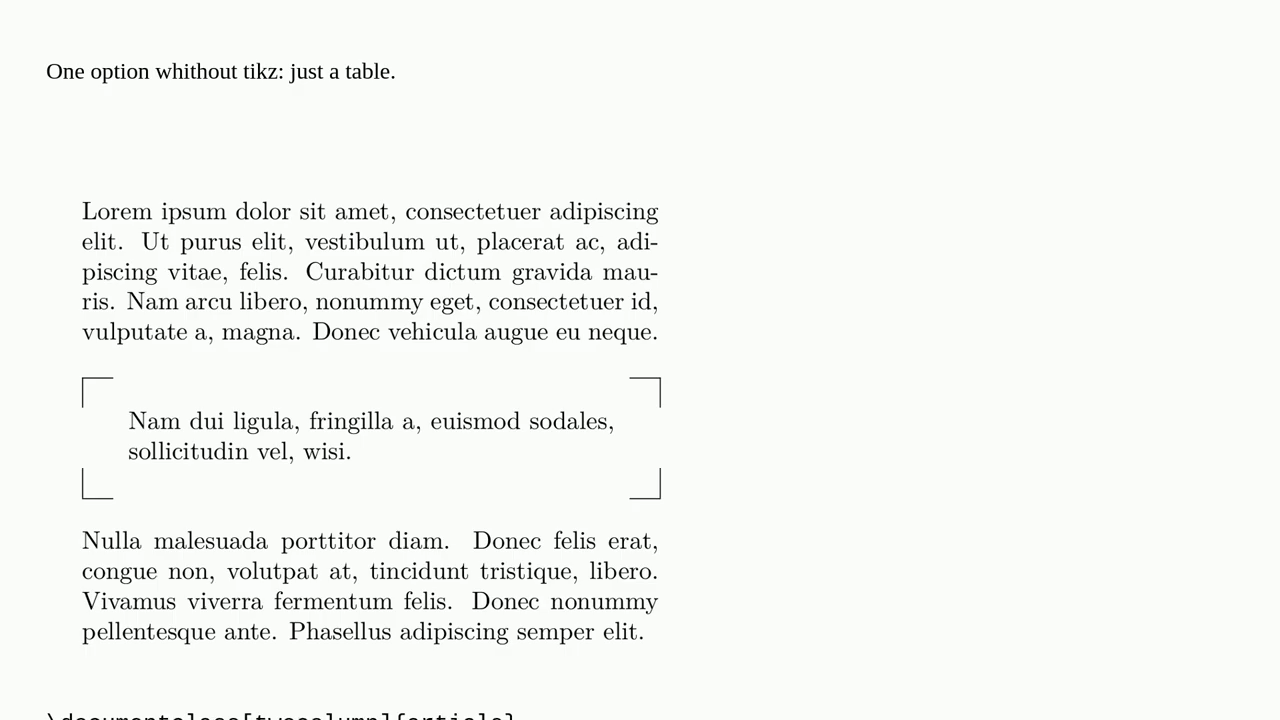 One option whithout tikz: just a table.
Lorem ipsum dolor sit amet, consectetuer adipiscing
elit. Ut purus elit, vestibulum ut, placerat ac, adi-
piscing vitae, felis. Curabitur dictum gravida mau-
ris. Nam arcu libero, nonummy eget, consectetuer id,
vulputate a, magna. Donec vehicula augue eu neque.
Nam dui ligula, fringilla a, euismod sodales,
sollicitudin vel, wisi.
Nulla malesuada porttitor diam. Donec felis erat,
congue non, volutpat at, tincidunt tristique, libero.
Vivamus viverra fermentum felis. Donec nonummy
pellentesque ante. Phasellus adipiscing semper elit.
\documentclass[twocolumn]{article}